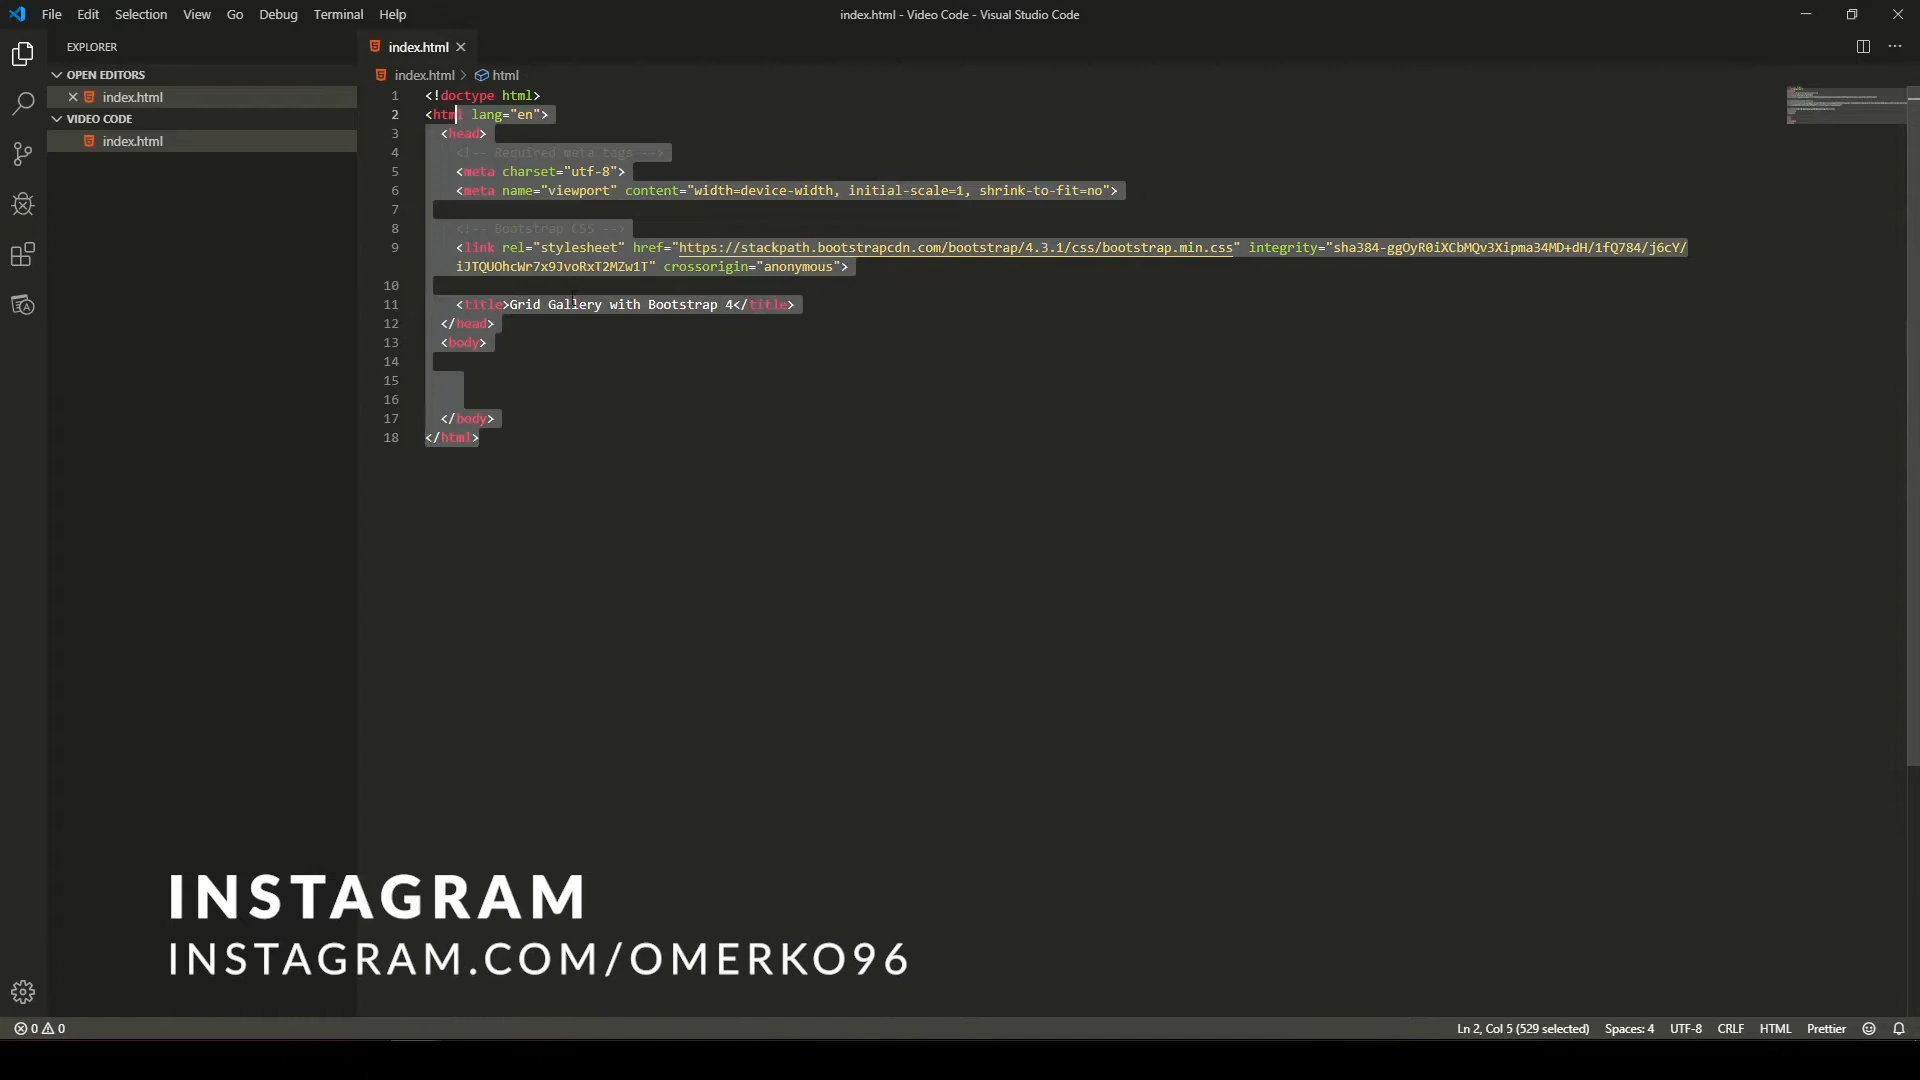 File Edit Selection View Go Debug Terminal Help
index.html - Video Code - Visual Studio Code
EXPLORER
OPEN EDITORS
index.html
VIDEO CODE
index.html
index.html
index.html > html
1 <!doctype html>
2 <html lang="en">
3 <head>
4 <!-- Required meta tags -->
5 <meta charset="utf-8">
6 <meta name="viewport" content="width=device-width, initial-scale=1, shrink-to-fit=no">
7
8 <!-- Bootstrap CSS -->
9 <link rel="stylesheet" href="https://stackpath.bootstrapcdn.com/bootstrap/4.3.1/css/bootstrap.min.css" integrity="sha384-ggOyR0iXCbMQv3Xipma34MD+dH/1fQ784/j6cY/
iJTQUOhcWr7x9JvoRxT2MZw1T" crossorigin="anonymous">
10
11 <title>Grid Gallery with Bootstrap 4</title>
12 </head>
13 <body>
14
15
16
17 </body>
18 </html>
INSTAGRAM
INSTAGRAM.COM/OMERKO96
0 0
Ln 2, Col 5 (529 selected) Spaces: 4 UTF-8 CRLF HTML Prettier